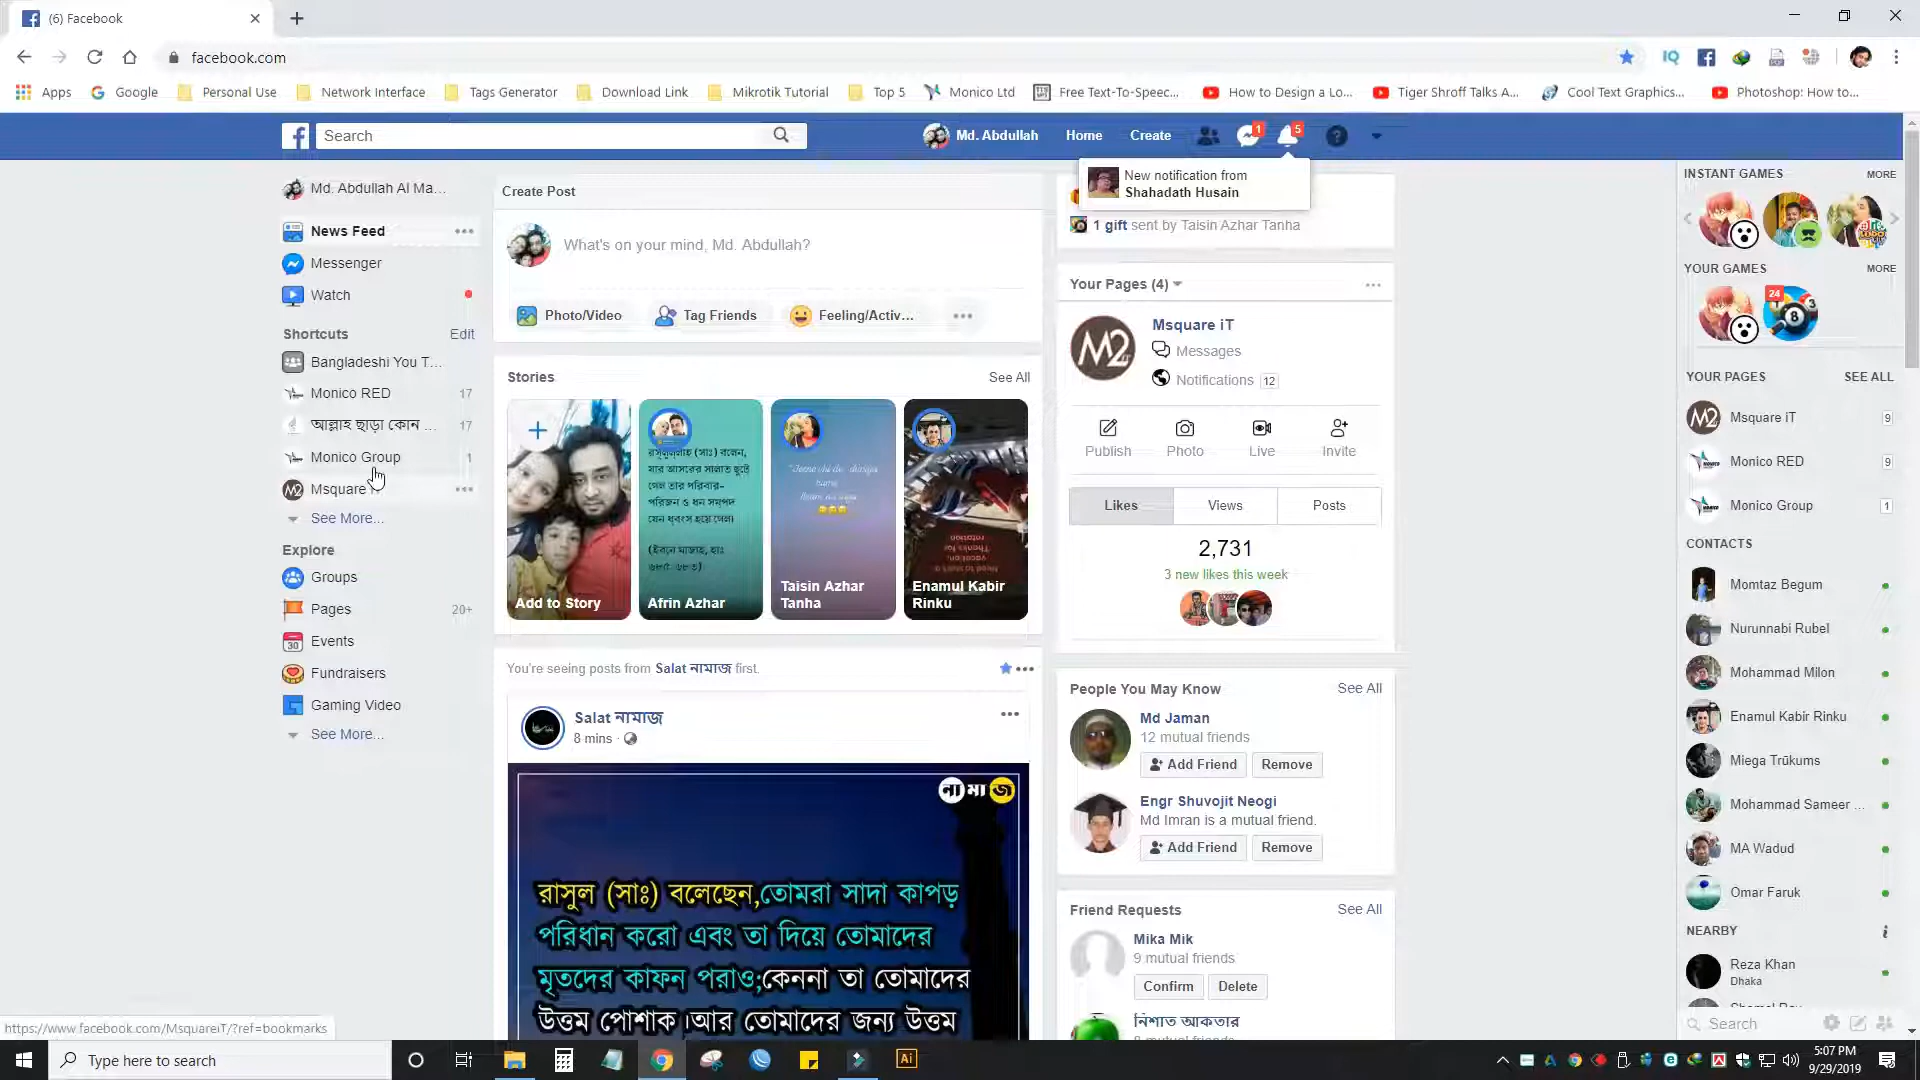 (6) Facebook
facebook.com
Apps
Google
Personal Use
Network Interface
Tags Generator
Download Link
Mikrotik Tutorial
Top 5
Monico Ltd
Free Text-To-Speec...
How to Design a Lo...
Tiger Shroff Talks A...
Cool Text Graphics...
Photoshop: How to...
Search
Md. Abdullah
Home
Create
1
5
New notification from
Shahadath Husain
1 gift sent by Taisin Azhar Tanha
Md. Abdullah Al Ma...
News Feed
Messenger
Watch
Shortcuts
Edit
Bangladeshi You T...
Monico RED
17
আল্লাহ ছাড়া কোন ...
17
Monico Group
1
Msquare
See More...
Explore
Groups
Pages
20+
Events
Fundraisers
Gaming Video
See More...
Create Post
What's on your mind, Md. Abdullah?
Photo/Video
Tag Friends
Feeling/Activ...
Stories
See All
Add to Story
Afrin Azhar
Taisin Azhar
Tanha
Enamul Kabir
Rinku
You're seeing posts from Salat নামাজ first.
Salat নামাজ
8 mins ·
নামাজ
রাসুল (সাঃ) বলেছেন,তোমরা সাদা কাপড়
পরিধান করো এবং তা দিয়ে তোমাদের
মৃতদের কাফন পরাও;কেননা তা তোমাদের
উত্তম পোশাক।আর তোমাদের জন্য উত্তম
Your Pages (4)
Msquare iT
Messages
Notifications 12
Publish
Photo
Live
Invite
Likes
Views
Posts
2,731
3 new likes this week
People You May Know
See All
Md Jaman
12 mutual friends
Add Friend
Remove
Engr Shuvojit Neogi
Md Imran is a mutual friend.
Add Friend
Remove
Friend Requests
See All
Mika Mik
9 mutual friends
Confirm
Delete
নিশাত আকতার
INSTANT GAMES
MORE
YOUR GAMES
MORE
24
YOUR PAGES
SEE ALL
Msquare iT
9
Monico RED
9
Monico Group
1
CONTACTS
Momtaz Begum
Nurunnabi Rubel
Mohammad Milon
Enamul Kabir Rinku
Miega Trūkums
Mohammad Sameer ...
MA Wadud
Omar Faruk
NEARBY
Reza Khan
Dhaka
Search
https://www.facebook.com/MsquareiT/?ref=bookmarks
Type here to search
5:07 PM
9/29/2019